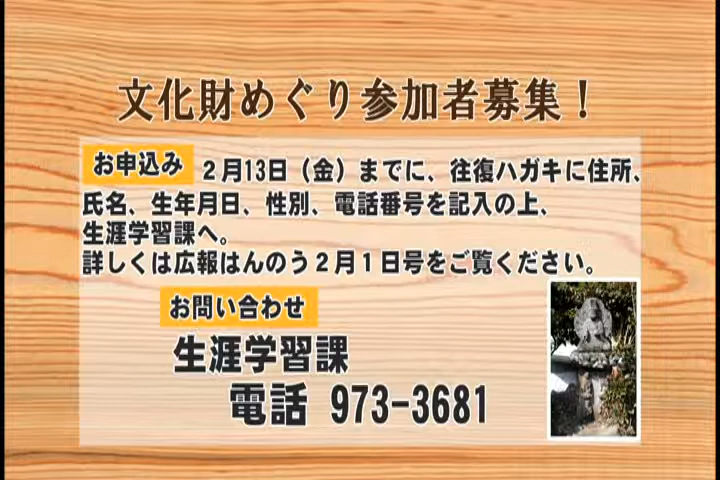 文化財めぐり参加者募集！
お申込み ２月13日（金）までに、往復ハガキに住所、
氏名、生年月日、性別、電話番号を記入の上、
生涯学習課へ。
詳しくは広報はんのう２月１日号をご覧ください。
お問い合わせ
生涯学習課
電話 973-3681